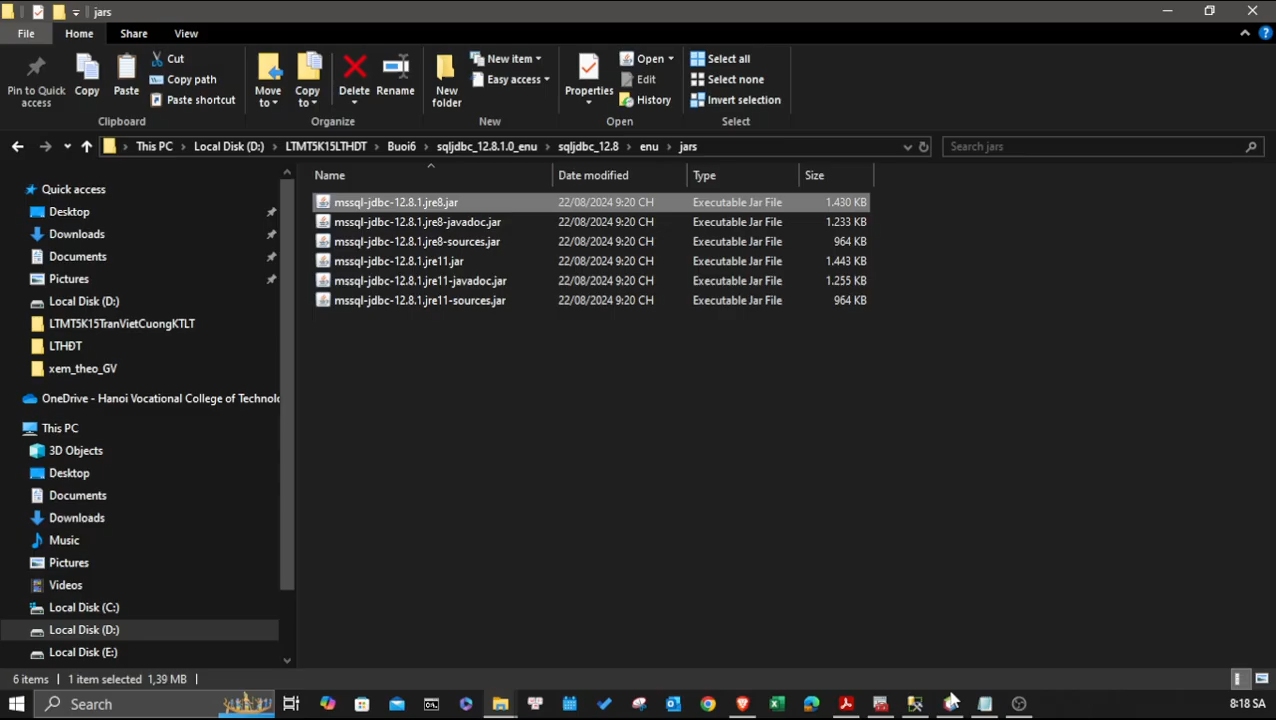 jars
File Home Share View
Pin to Quick access
Copy
Paste
Cut
Copy path
Paste shortcut
Clipboard
Move to
Copy to
Delete
Rename
Organize
New folder
New item
Easy access
New
Properties
Open
Edit
History
Open
Select all
Select none
Invert selection
Select
This PC > Local Disk (D:) > LTMT5K15LTHDT > Buoi6 > sqljdbc_12.8.1.0_enu > sqljdbc_12.8 > enu > jars
Search jars
Quick access
Desktop
Downloads
Documents
Pictures
Local Disk (D:)
LTMT5K15TranVietCuongKTLT
LTHĐT
xem_theo_GV
OneDrive - Hanoi Vocational College of Technolo
This PC
3D Objects
Desktop
Documents
Downloads
Music
Pictures
Videos
Local Disk (C:)
Local Disk (D:)
Local Disk (E:)
Name Date modified Type Size
mssql-jdbc-12.8.1.jre8.jar 22/08/2024 9:20 CH Executable Jar File 1.430 KB
mssql-jdbc-12.8.1.jre8-javadoc.jar 22/08/2024 9:20 CH Executable Jar File 1.233 KB
mssql-jdbc-12.8.1.jre8-sources.jar 22/08/2024 9:20 CH Executable Jar File 964 KB
mssql-jdbc-12.8.1.jre11.jar 22/08/2024 9:20 CH Executable Jar File 1.443 KB
mssql-jdbc-12.8.1.jre11-javadoc.jar 22/08/2024 9:20 CH Executable Jar File 1.255 KB
mssql-jdbc-12.8.1.jre11-sources.jar 22/08/2024 9:20 CH Executable Jar File 964 KB
6 items 1 item selected 1,39 MB
Search
8:18 SA